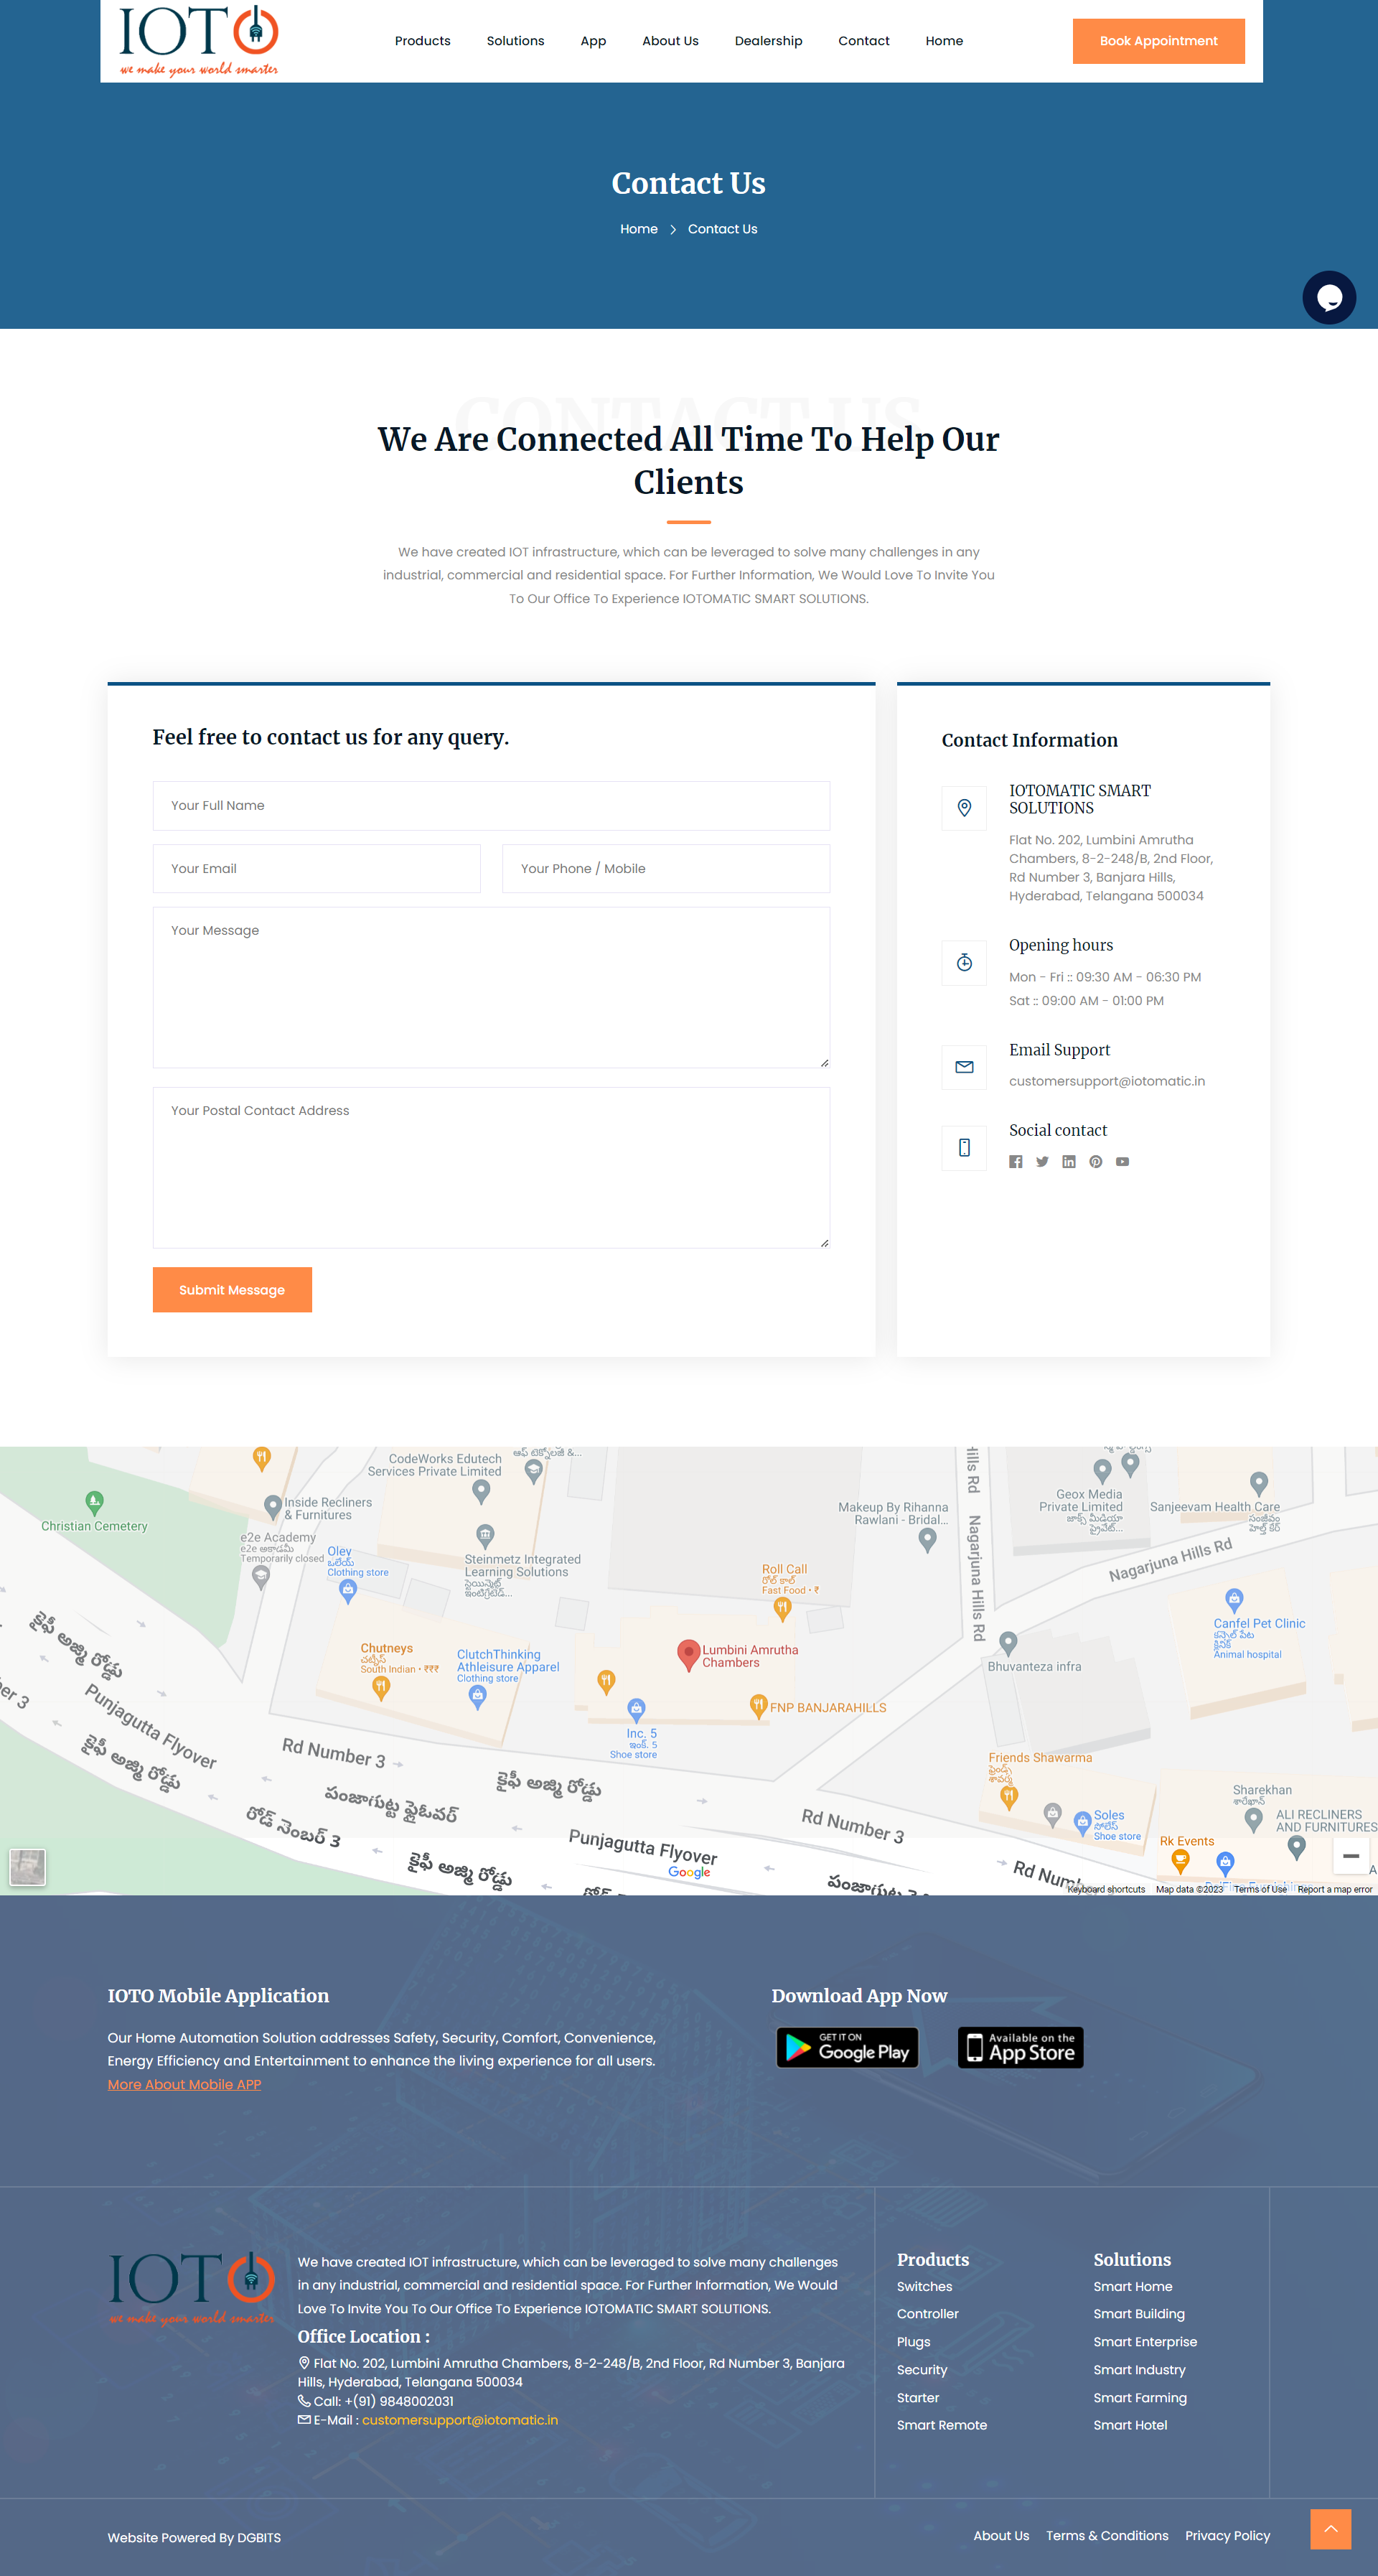 IOTO
we make your world smarter
Products
Solutions
App
About Us
Dealership
Contact
Home
Book Appointment
Contact Us
Home
Contact Us
CONTACT US
We Are Connected All Time To Help Our
Clients
We have created IOT infrastructure, which can be leveraged to solve many challenges in any
industrial, commercial and residential space. For Further Information, We Would Love To Invite You
To Our Office To Experience IOTOMATIC SMART SOLUTIONS.
Feel free to contact us for any query.
Your Full Name
Your Email
Your Phone / Mobile
Your Message
Your Postal Contact Address
Submit Message
Contact Information
IOTOMATIC SMART
SOLUTIONS
Flat No. 202, Lumbini Amrutha
Chambers, 8-2-248/B, 2nd Floor,
Rd Number 3, Banjara Hills,
Hyderabad, Telangana 500034
Opening hours
Mon - Fri :: 09:30 AM - 06:30 PM
Sat :: 09:00 AM - 01:00 PM
Email Support
customersupport@iotomatic.in
Social contact
CodeWorks Edutech
Services Private Limited
Inside Recliners
& Furnitures
Christian Cemetery
e2e Academy
e2e అకాడమీ
Temporarily closed
Olev
ఒలేయ్
Clothing store
Steinmetz Integrated
Learning Solutions
స్టెయిన్మెట్జ్
ఇంటిగ్రేటెడ్...
Makeup By Rihanna
Rawlani - Bridal...
Hills Rd
Nagarjuna Hills Rd
Geox Media
Private Limited
జాక్స్ మీడియా
ప్రైవేట్...
Sanjeevam Health Care
సంజీవం
హెల్త్ కేర్
Nagarjuna Hills Rd
Roll Call
రోల్ కాల్
Fast Food • ₹
Canfel Pet Clinic
కన్ఫెల్ పేట
క్లినిక్
Animal hospital
Chutneys
చట్నీస్
South Indian • ₹₹₹
ClutchThinking
Athleisure Apparel
Clothing store
Lumbini Amrutha
Chambers
Bhuvanteza infra
FNP BANJARAHILLS
Inc. 5
ఇంక్. 5
Shoe store
కైఫీ అజ్మి రోడ్డు
ber 3
Punjagutta Flyover
కైఫీ అజ్మి రోడ్డు
Rd Number 3
పంజాగుట్ట ఫ్లైఓవర్
కైఫీ అజ్మి రోడ్డు
రోడ్ నెంబర్ 3
Rd Number 3
Friends Shawarma
ఫ్రెండ్స్
శావర్మ
Soles
సోలేస్
Shoe store
Sharekhan
శారేఖాన్
ALI RECLINERS
AND FURNITURES
Rk Events
Punjagutta Flyover
కైఫీ అజ్మి రోడ్డు
Google
Keyboard shortcuts
Map data ©2023
Terms of Use
Report a map error
IOTO Mobile Application
Our Home Automation Solution addresses Safety, Security, Comfort, Convenience,
Energy Efficiency and Entertainment to enhance the living experience for all users.
More About Mobile APP
Download App Now
GET IT ON
Google Play
Available on the
App Store
IOTO
we make your world smarter
We have created IOT infrastructure, which can be leveraged to solve many challenges
in any industrial, commercial and residential space. For Further Information, We Would
Love To Invite You To Our Office To Experience IOTOMATIC SMART SOLUTIONS.
Office Location :
Flat No. 202, Lumbini Amrutha Chambers, 8-2-248/B, 2nd Floor, Rd Number 3, Banjara
Hills, Hyderabad, Telangana 500034
Call: +(91) 9848002031
E-Mail : customersupport@iotomatic.in
Products
Switches
Controller
Plugs
Security
Starter
Smart Remote
Solutions
Smart Home
Smart Building
Smart Enterprise
Smart Industry
Smart Farming
Smart Hotel
Website Powered By DGBITS
About Us
Terms & Conditions
Privacy Policy